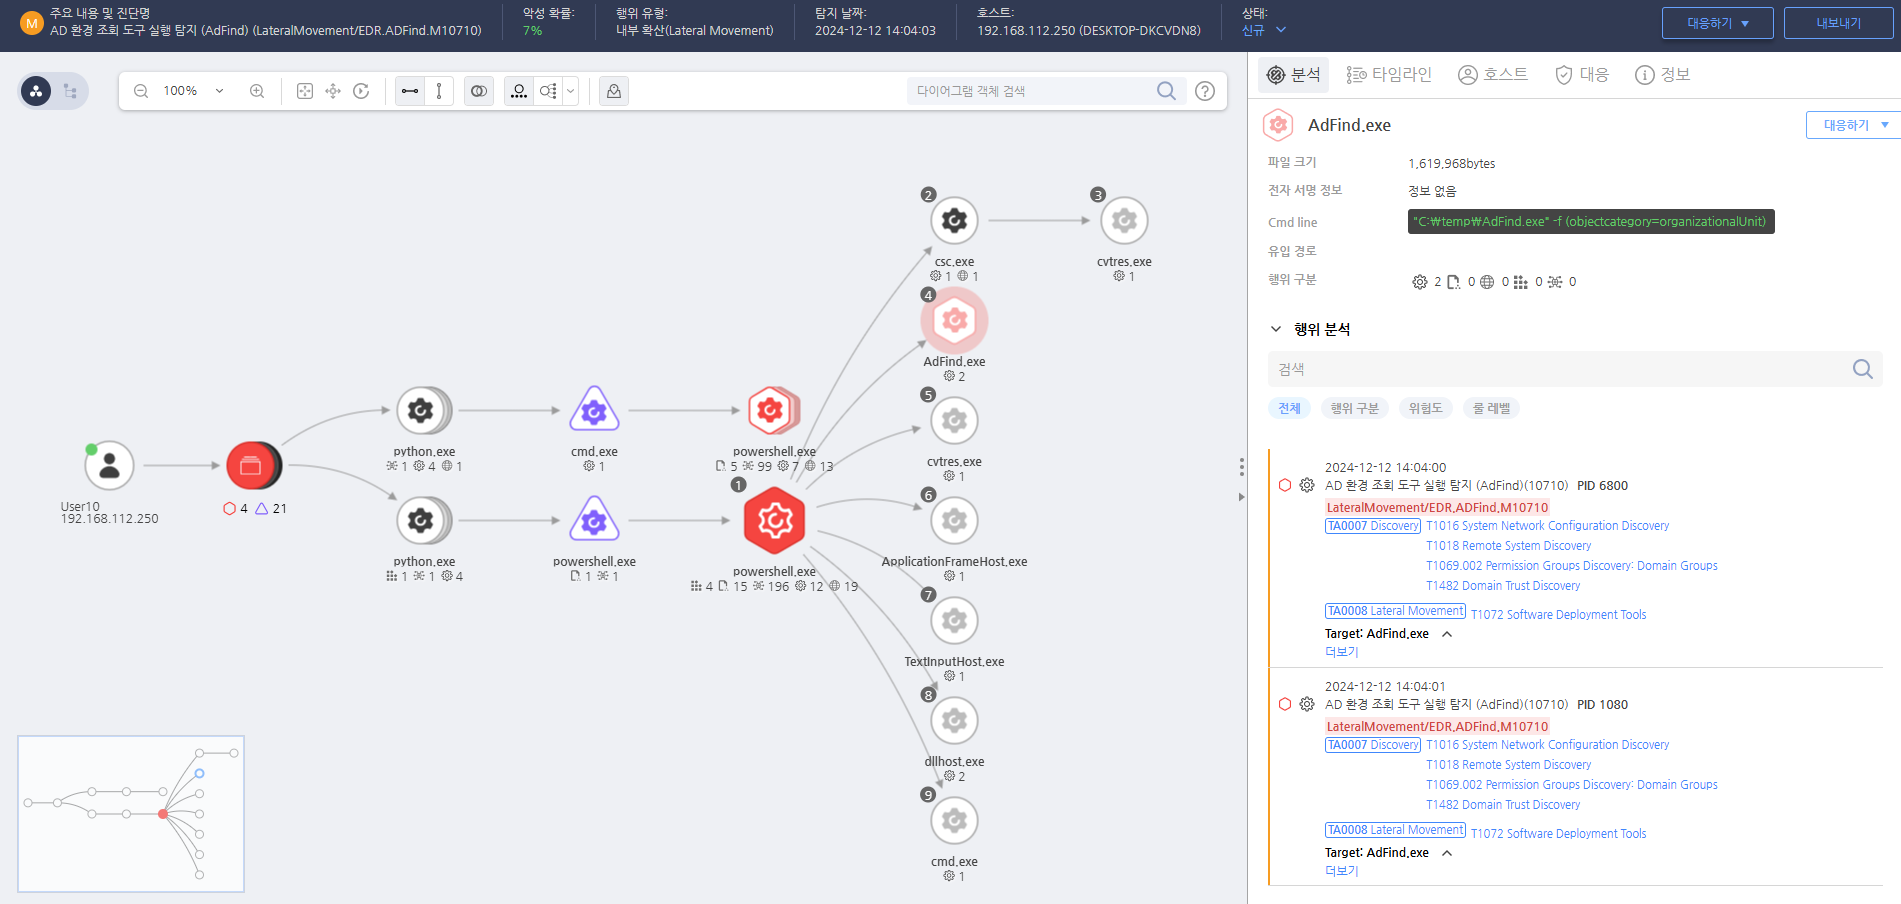 M
주요 내용 및 진단명
AD 환경 조회 도구 실행 탐지 (AdFind) (LateralMovement/EDR.ADFind.M10710)
악성 확률:
7%
행위 유형:
내부 확산(Lateral Movement)
탐지 날짜:
2024-12-12 14:04:03
호스트:
192.168.112.250 (DESKTOP-DKCVDN8)
상태:
신규
대응하기
내보내기
100%
다이어그램 객체 검색
분석
타임라인
호스트
대응
정보
User10
192.168.112.250
4 21
python.exe
1 4 1
cmd.exe
1
powershell.exe
5 99 7 13
python.exe
1 1 4
powershell.exe
1 1
1
powershell.exe
4 15 196 12 19
2
csc.exe
1 1
3
cvtres.exe
1
4
AdFind.exe
2
5
cvtres.exe
1
6
ApplicationFrameHost.exe
1
7
TextInputHost.exe
1
8
dllhost.exe
2
9
cmd.exe
1
AdFind.exe
대응하기
파일 크기
1,619,968bytes
전자 서명 정보
정보 없음
Cmd line
"C:₩temp₩AdFind.exe" -f (objectcategory=organizationalUnit)
유입 경로
행위 구분
2 0 0 0 0
행위 분석
검색
전체
행위 구분
위험도
룰 레벨
2024-12-12 14:04:00
AD 환경 조회 도구 실행 탐지 (AdFind)(10710) PID 6800
LateralMovement/EDR.ADFind.M10710
TA0007 Discovery T1016 System Network Configuration Discovery
T1018 Remote System Discovery
T1069.002 Permission Groups Discovery: Domain Groups
T1482 Domain Trust Discovery
TA0008 Lateral Movement T1072 Software Deployment Tools
Target: AdFind.exe
더보기
2024-12-12 14:04:01
AD 환경 조회 도구 실행 탐지 (AdFind)(10710) PID 1080
LateralMovement/EDR.ADFind.M10710
TA0007 Discovery T1016 System Network Configuration Discovery
T1018 Remote System Discovery
T1069.002 Permission Groups Discovery: Domain Groups
T1482 Domain Trust Discovery
TA0008 Lateral Movement T1072 Software Deployment Tools
Target: AdFind.exe
더보기